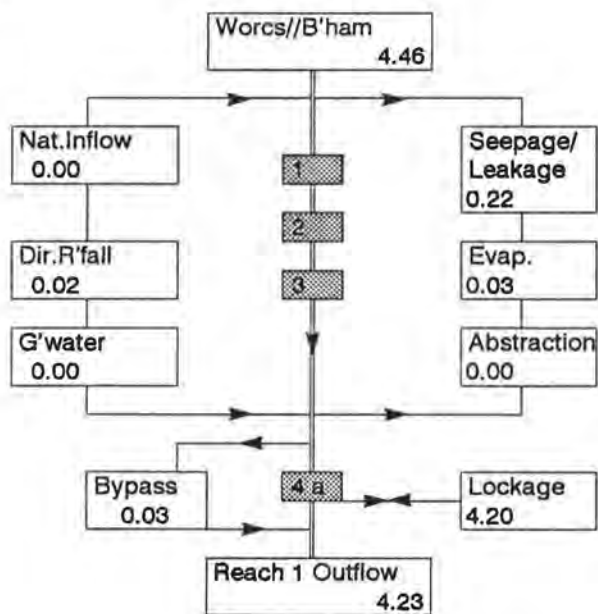 Worcs//B'ham
4.46
Nat.Inflow
0.00
1
Seepage/
Leakage
0.22
2
Dir.R'fall
0.02
3
Evap.
0.03
G'water
0.00
Abstraction
0.00
Bypass
0.03
4 a
Lockage
4.20
Reach 1 Outflow
4.23